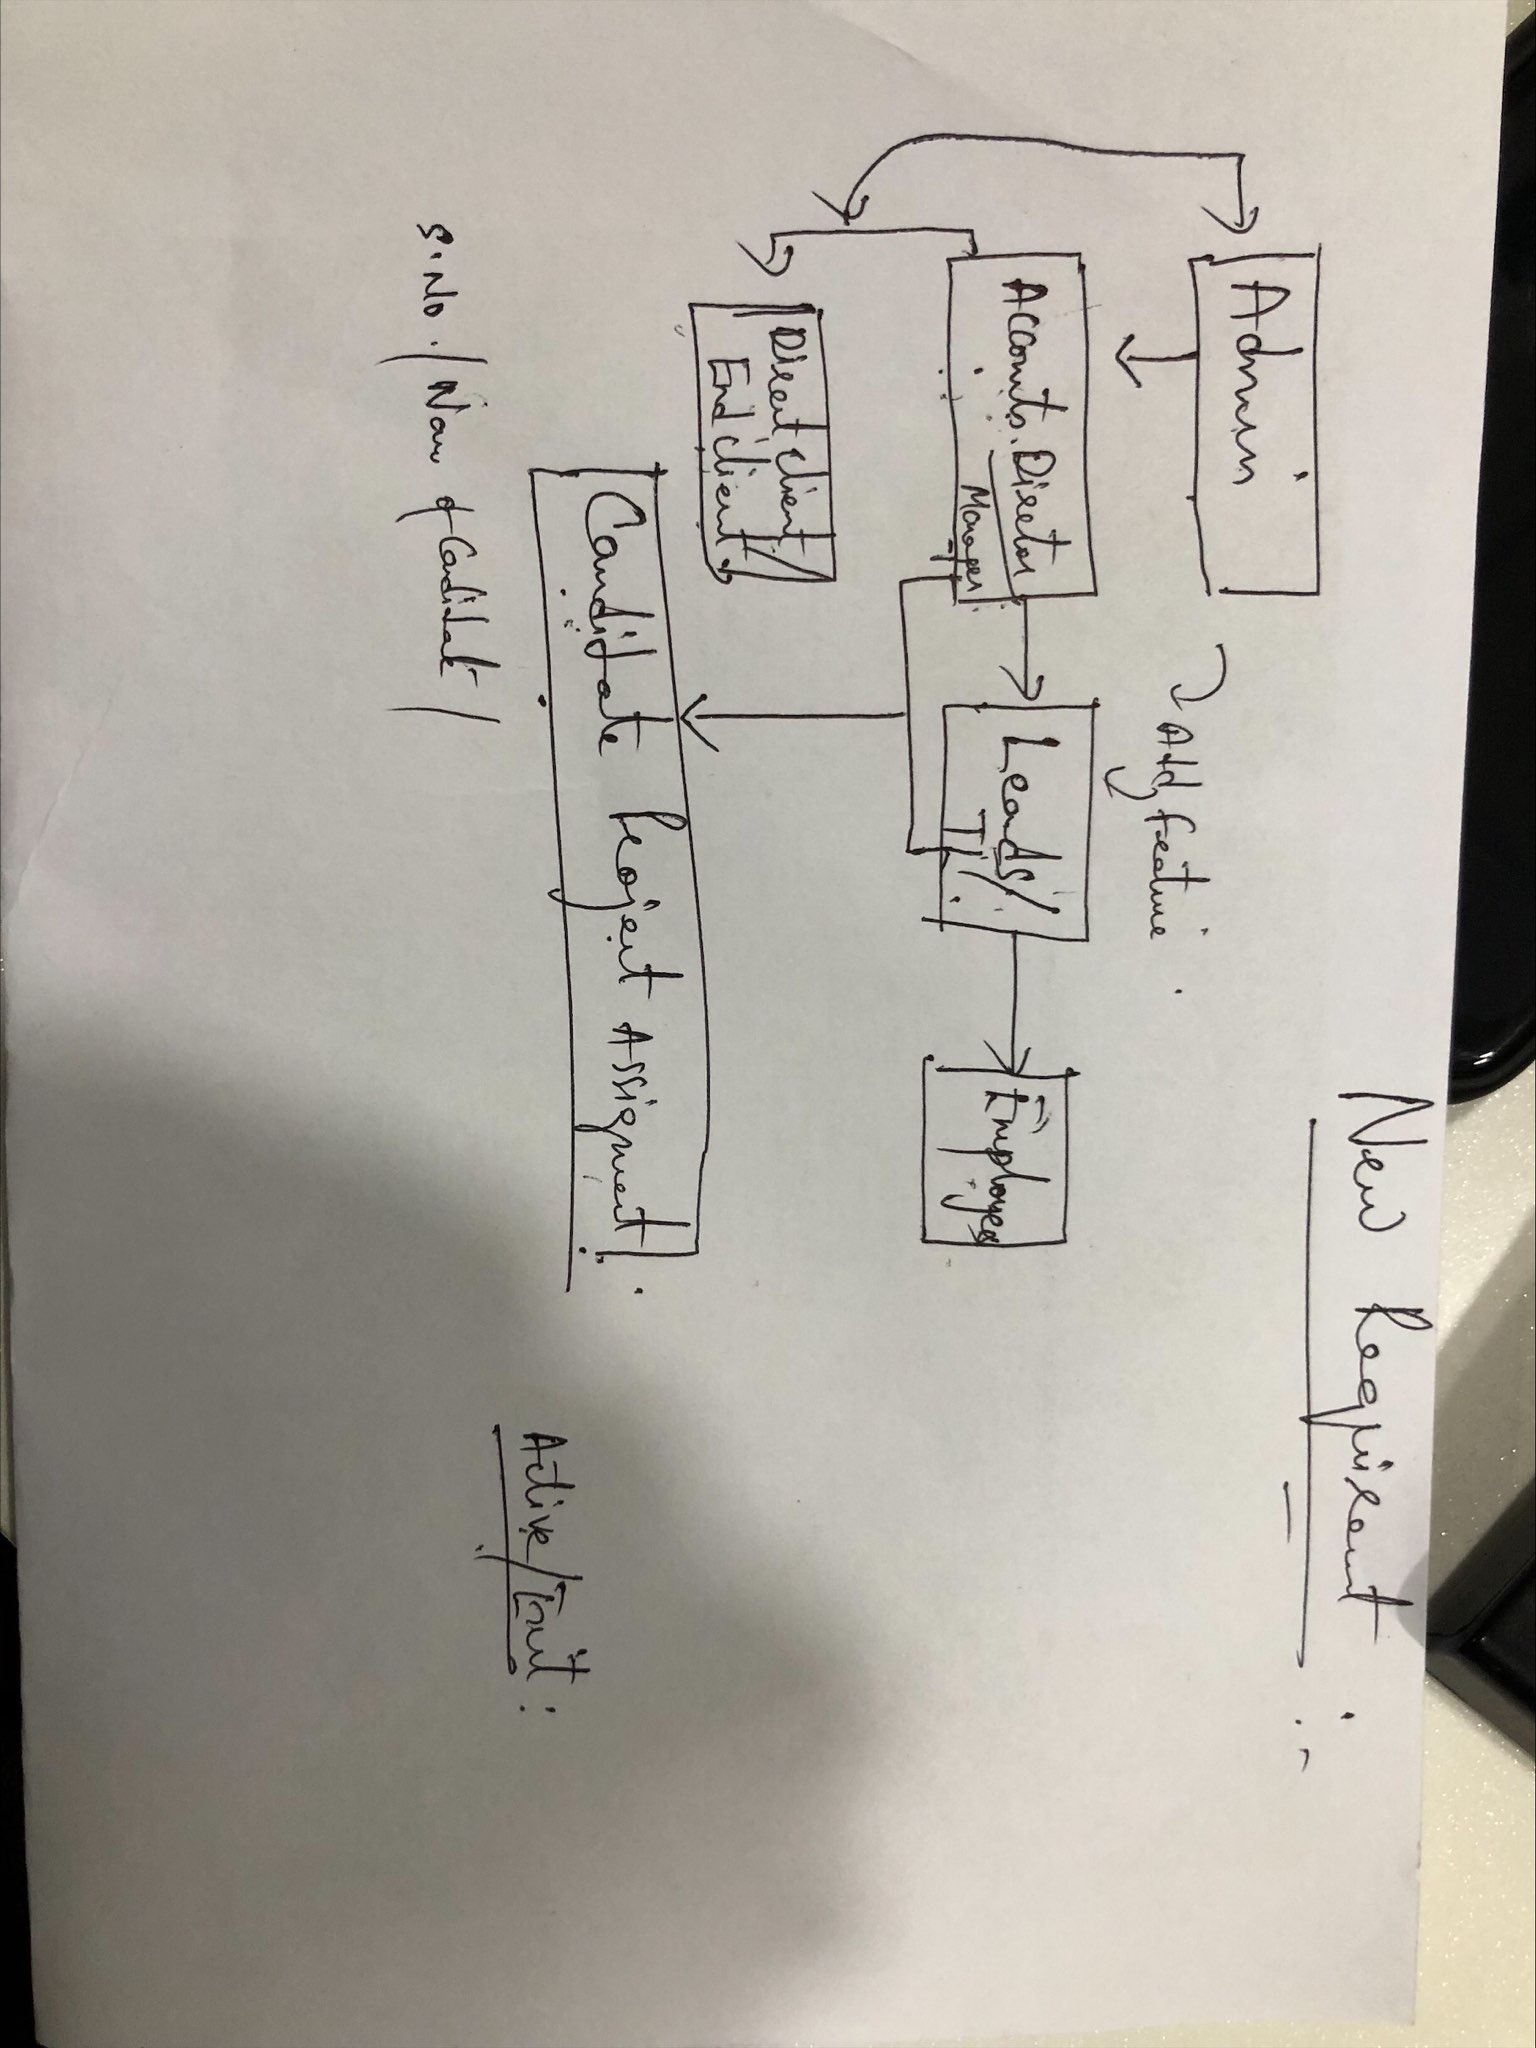 New Requirement :-
Admin
Add Feature
Accounts. Director
Manager
Leads/
TL
Employees
Direct Client/
End Client
Candidate Project Assignment
Active/Exit:
S.No./ Name of Candidate /